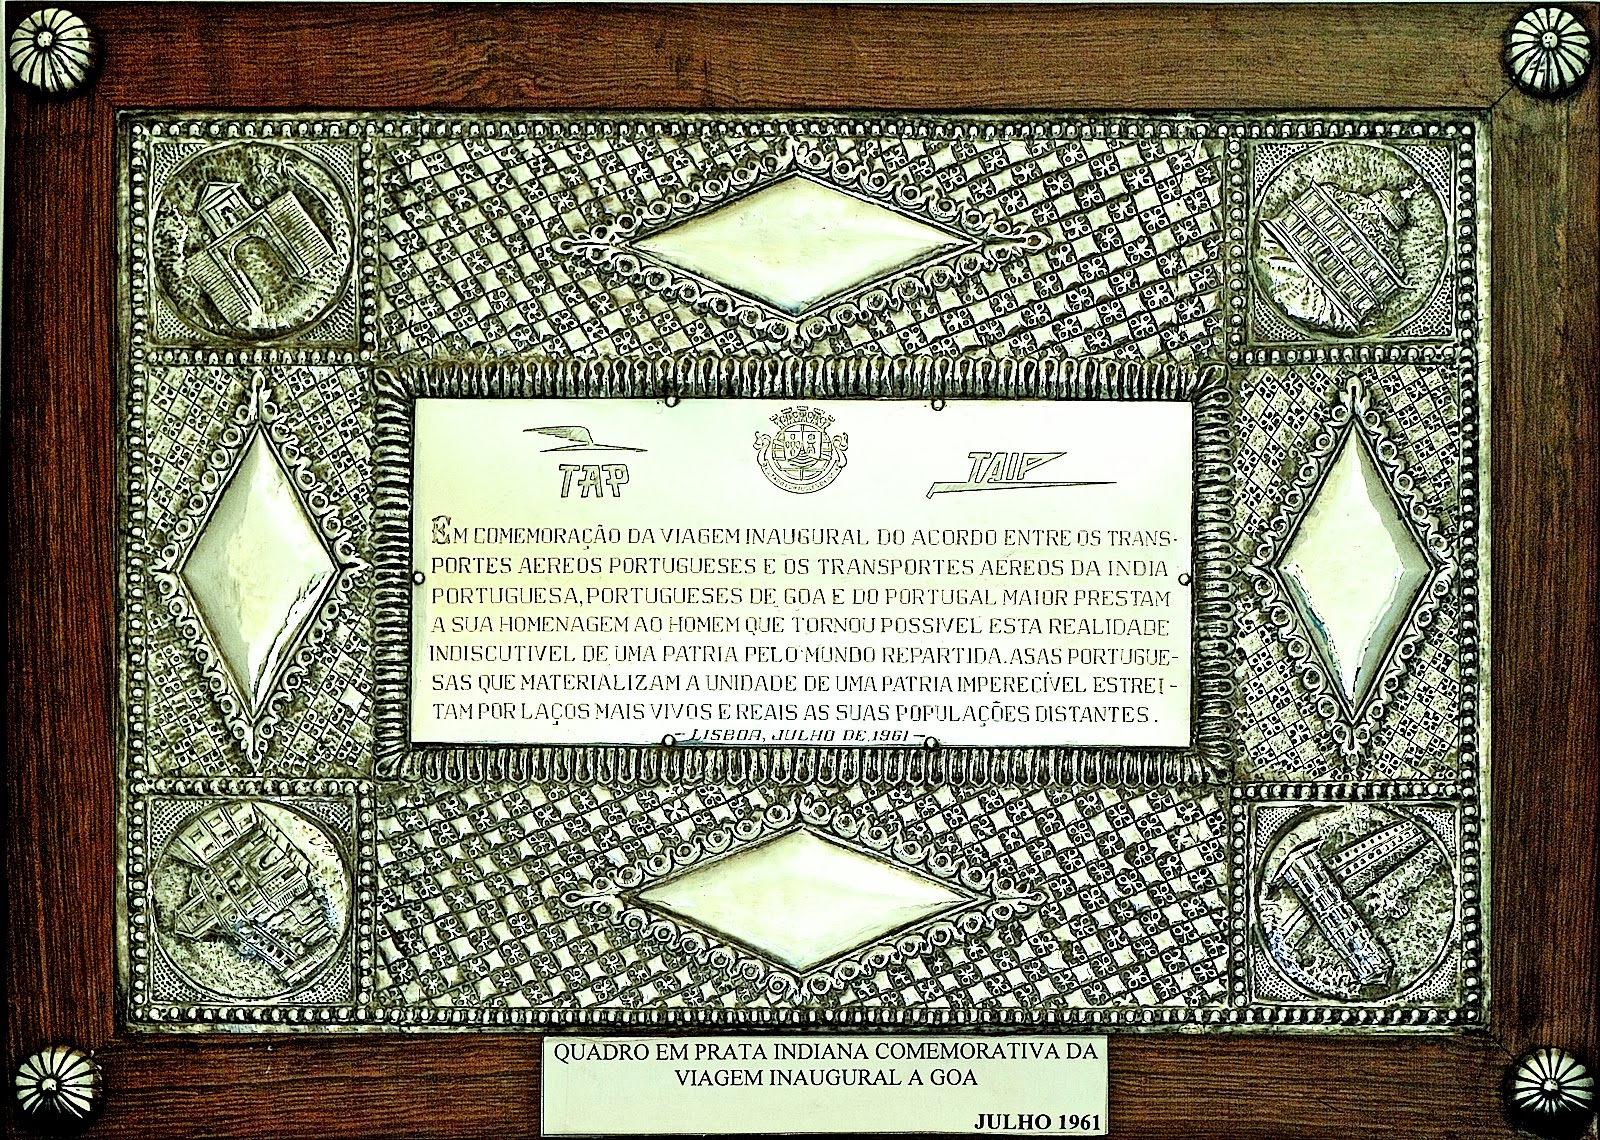 TAP
TAIP
EM COMEMORAÇÃO DA VIAGEM INAUGURAL DO ACORDO ENTRE OS TRANS-
PORTES AEREOS PORTUGUESES E OS TRANSPORTES AÉREOS DA INDIA
PORTUGUESA, PORTUGUESES DE GOA E DO PORTUGAL MAIOR PRESTAM
A SUA HOMENAGEM AO HOMEM QUE TORNOU POSSIVEL ESTA REALIDADE
INDISCUTIVEL DE UMA PATRIA PELO MUNDO REPARTIDA. ASAS PORTUGUE-
SAS QUE MATERIALIZAM A UNIDADE DE UMA PATRIA IMPERECÍVEL ESTREI-
TAM POR LAÇOS MAIS VIVOS E REAIS AS SUAS POPULAÇÕES DISTANTES.
- LISBOA, JULHO DE 1961 -
QUADRO EM PRATA INDIANA COMEMORATIVA DA
VIAGEM INAUGURAL A GOA
JULHO 1961